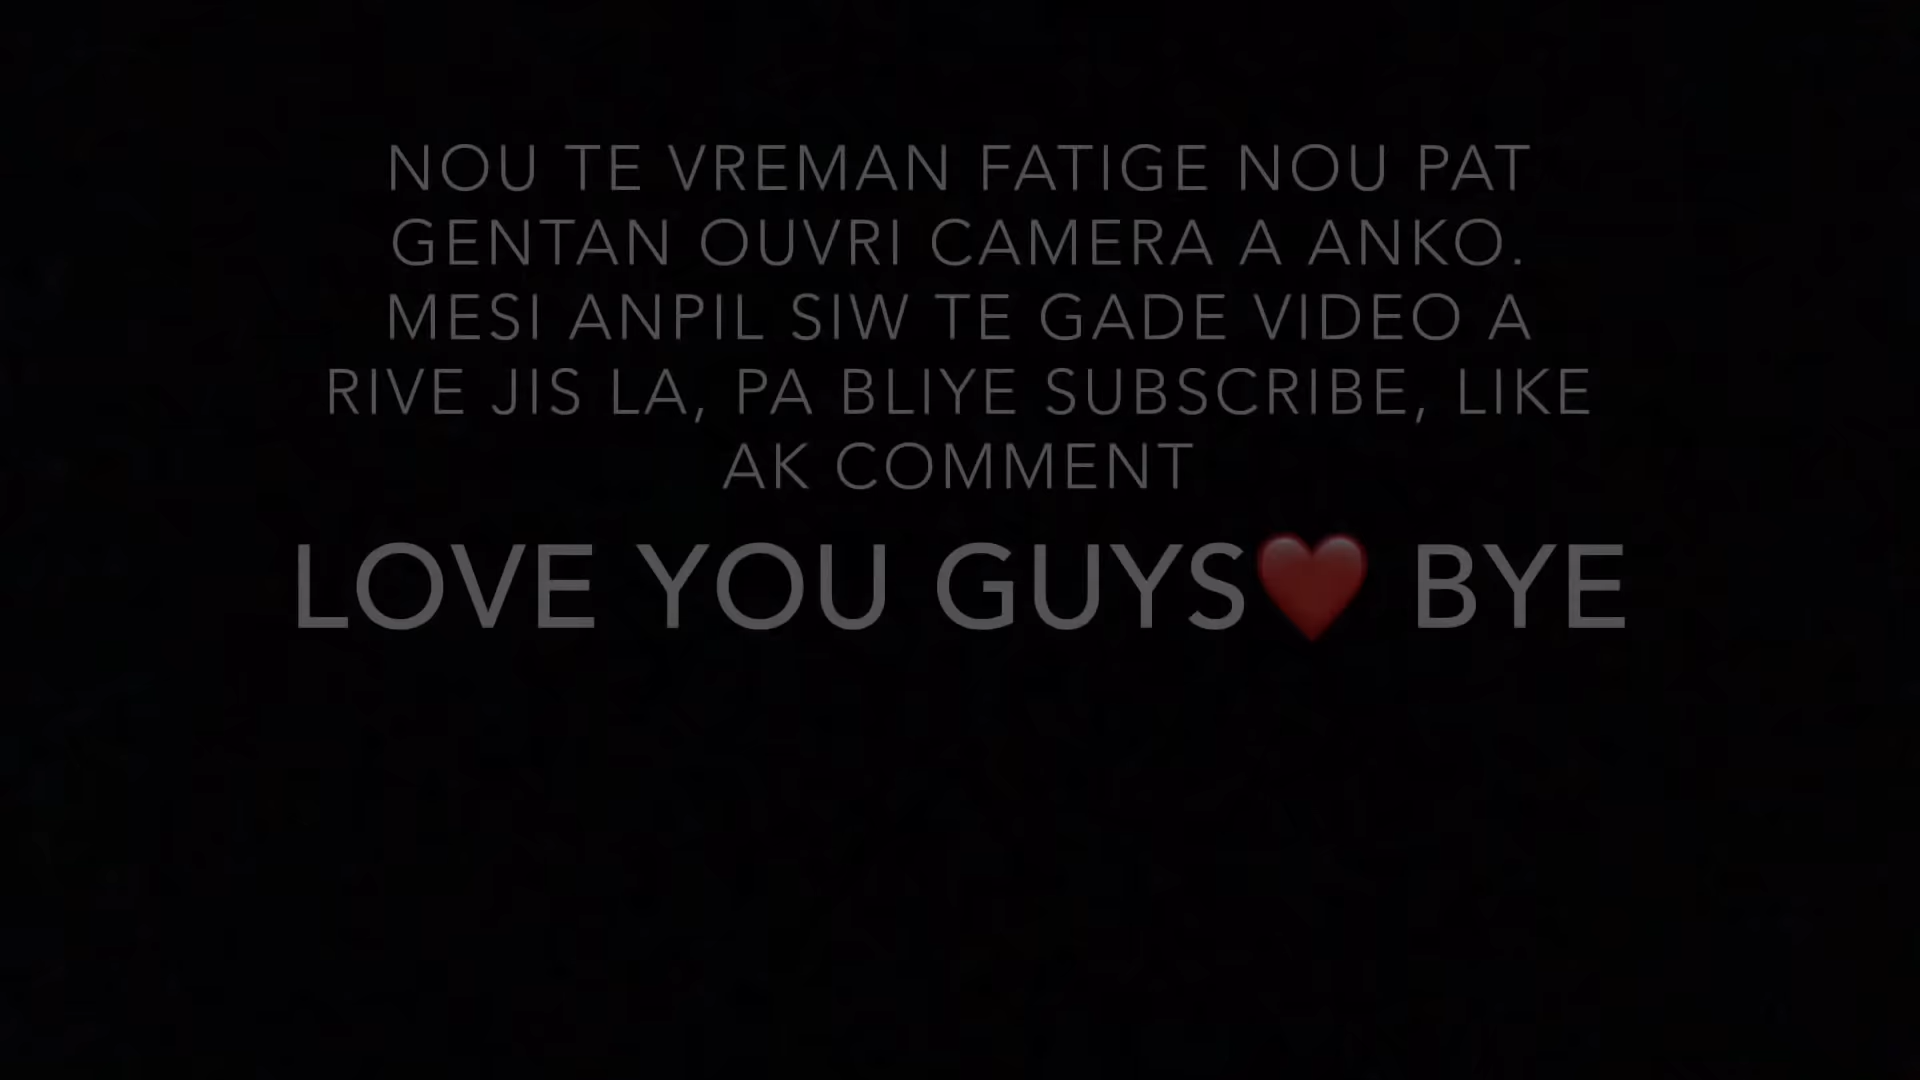 NOU TE VREMAN FATIGE NOU PAT
GENTAN OUVRI CAMERA A ANKO.
MESI ANPIL SIW TE GADE VIDEO A
RIVE JIS LA, PA BLIYE SUBSCRIBE, LIKE
AK COMMENT
LOVE YOU GUYS❤️ BYE